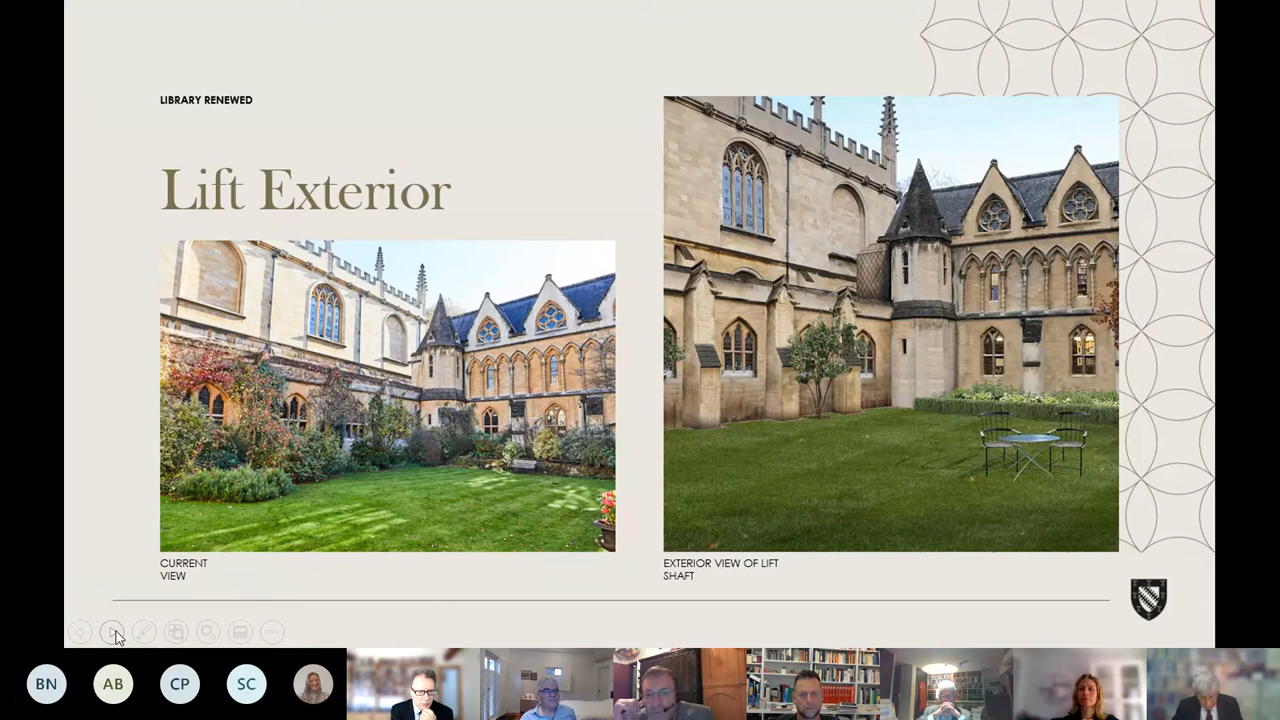 LIBRARY RENEWED
Lift Exterior
CURRENT
VIEW
EXTERIOR VIEW OF LIFT
SHAFT
BN
AB
CP
SC